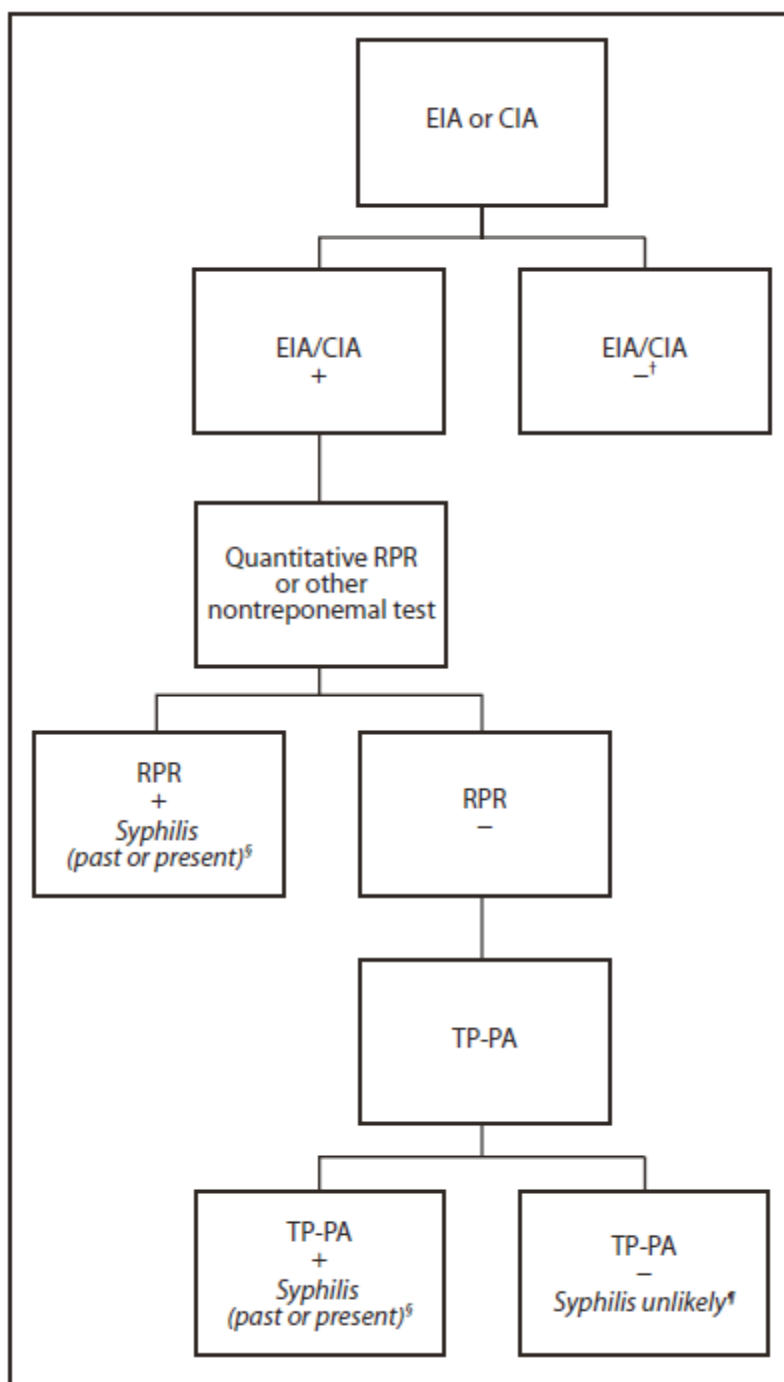 EIA or CIA
EIA/CIA
+
EIA/CIA
–†
Quantitative RPR
or other
nontreponemal test
RPR
+
Syphilis
(past or present)§
RPR
–
TP-PA
TP-PA
+
Syphilis
(past or present)§
TP-PA
–
Syphilis unlikely¶